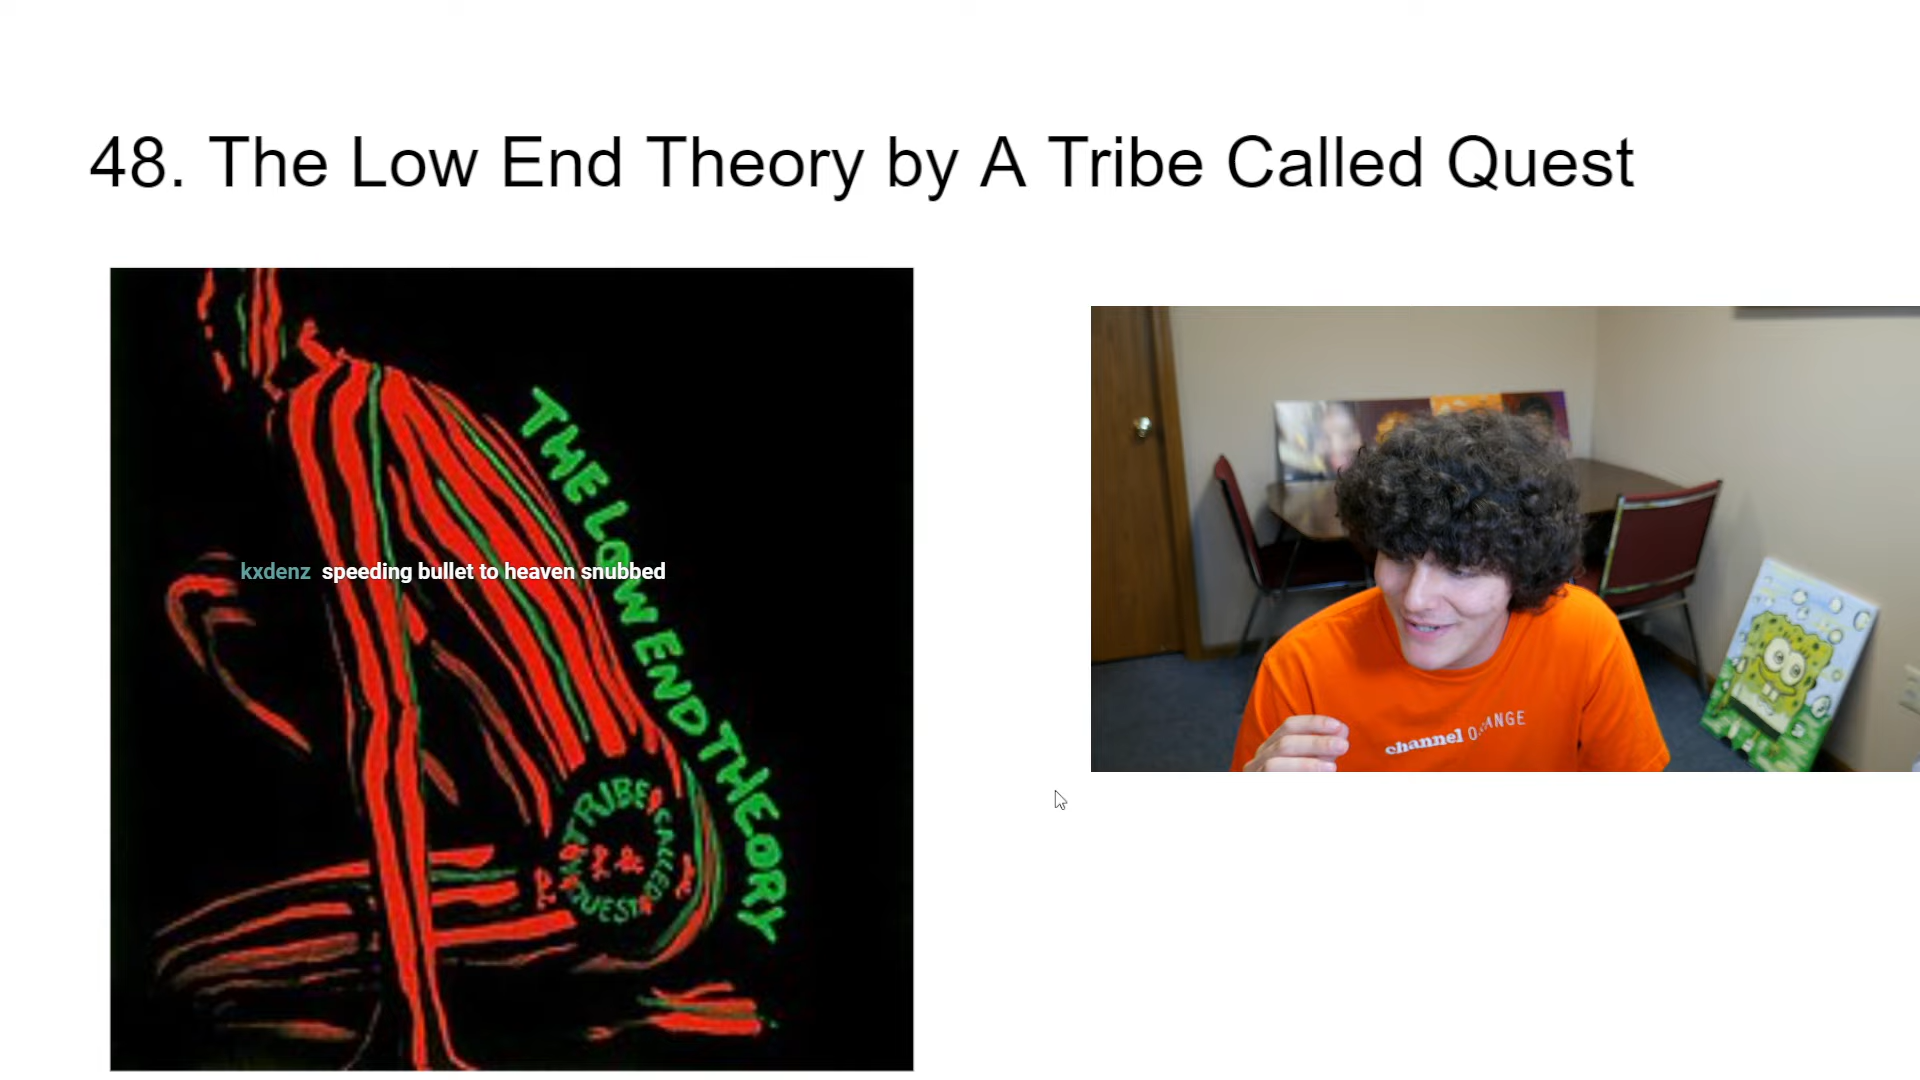 48. The Low End Theory by A Tribe Called Quest
THE LOW END THEORY
kxdenz speeding bullet to heaven snubbed
A TRIBE CALLED QUEST
channel ORANGE